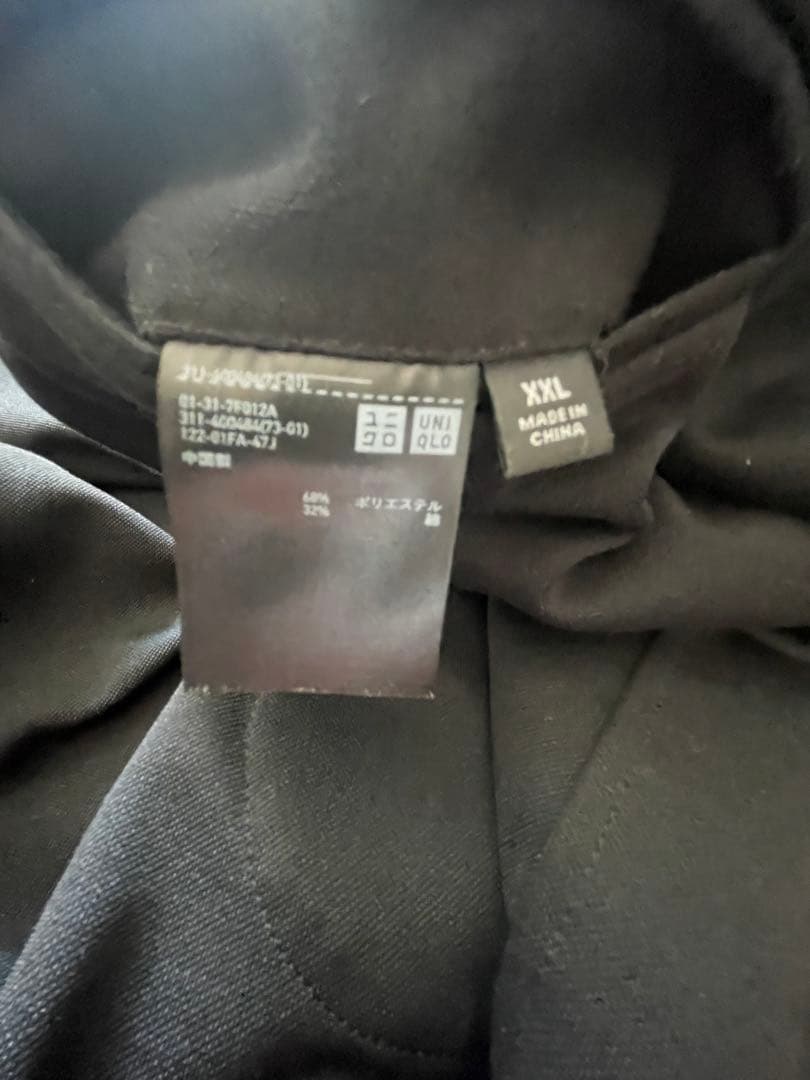 01-31-7F012A
311-400484(73-01)
122-01FA-47J
中国製
ユニ
クロ
UNI
QLO
68% ポリエステル
32% 綿
XXL
MADE IN
CHINA